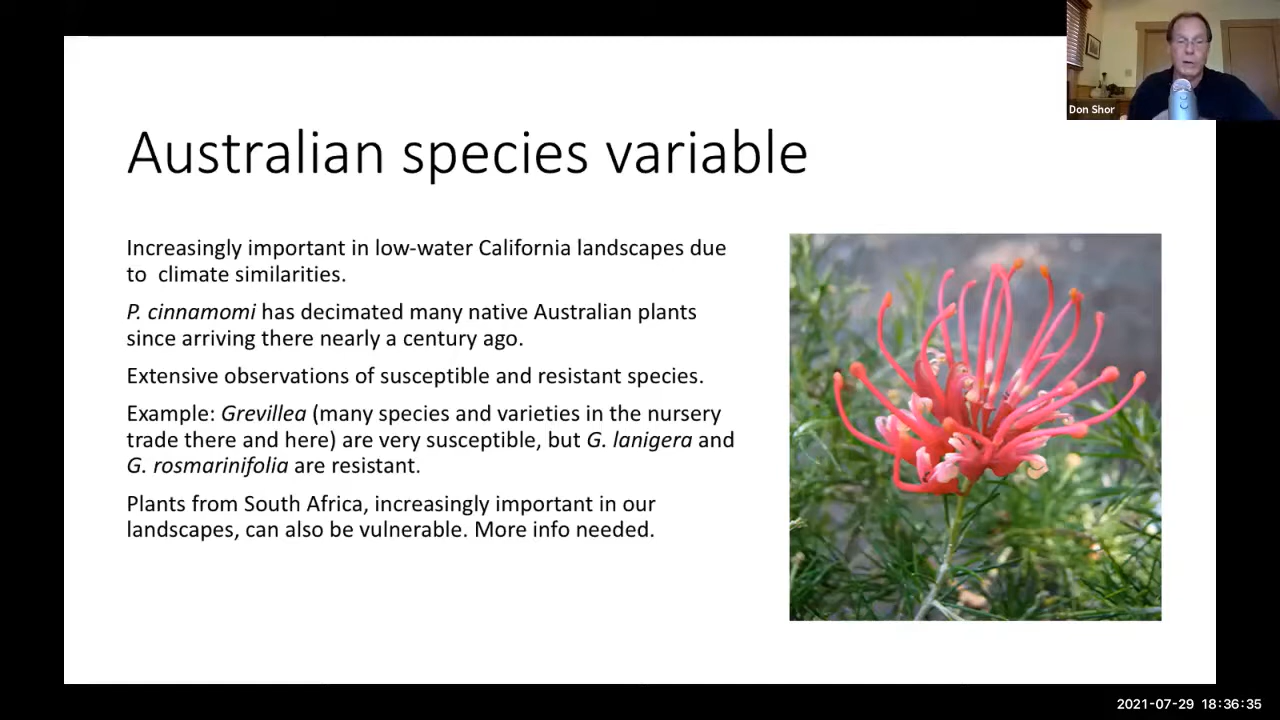 Don Shor
Australian species variable
Increasingly important in low-water California landscapes due
to climate similarities.
P. cinnamomi has decimated many native Australian plants
since arriving there nearly a century ago.
Extensive observations of susceptible and resistant species.
Example: Grevillea (many species and varieties in the nursery
trade there and here) are very susceptible, but G. lanigera and
G. rosmarinifolia are resistant.
Plants from South Africa, increasingly important in our
landscapes, can also be vulnerable. More info needed.
2021-07-29 18:36:35